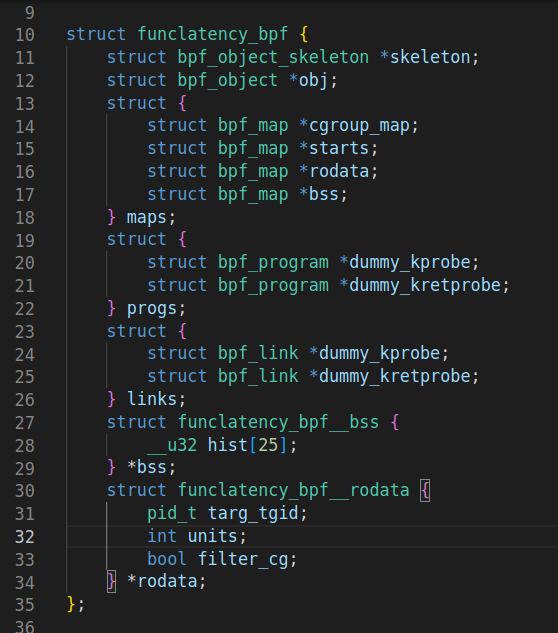 9
10 struct funclatency_bpf {
11     struct bpf_object_skeleton *skeleton;
12     struct bpf_object *obj;
13     struct {
14         struct bpf_map *cgroup_map;
15         struct bpf_map *starts;
16         struct bpf_map *rodata;
17         struct bpf_map *bss;
18     } maps;
19     struct {
20         struct bpf_program *dummy_kprobe;
21         struct bpf_program *dummy_kretprobe;
22     } progs;
23     struct {
24         struct bpf_link *dummy_kprobe;
25         struct bpf_link *dummy_kretprobe;
26     } links;
27     struct funclatency_bpf__bss {
28         __u32 hist[25];
29     } *bss;
30     struct funclatency_bpf__rodata {
31         pid_t targ_tgid;
32         int units;
33         bool filter_cg;
34     } *rodata;
35 };
36